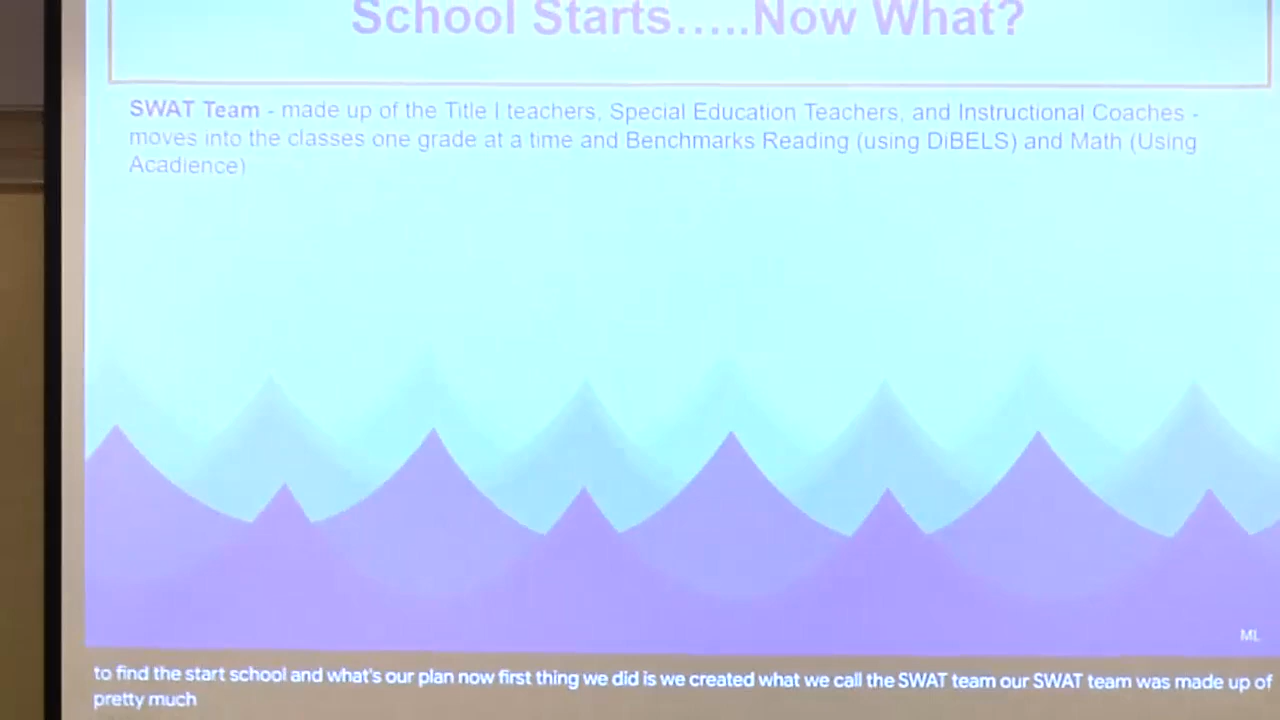 School Starts.....Now What?
SWAT Team - made up of the Title I teachers, Special Education Teachers, and Instructional Coaches -
moves into the classes one grade at a time and Benchmarks Reading (using DiBELS) and Math (Using
Acadience)
ML
to find the start school and what's our plan now first thing we did is we created what we call the SWAT team our SWAT team was made up of
pretty much